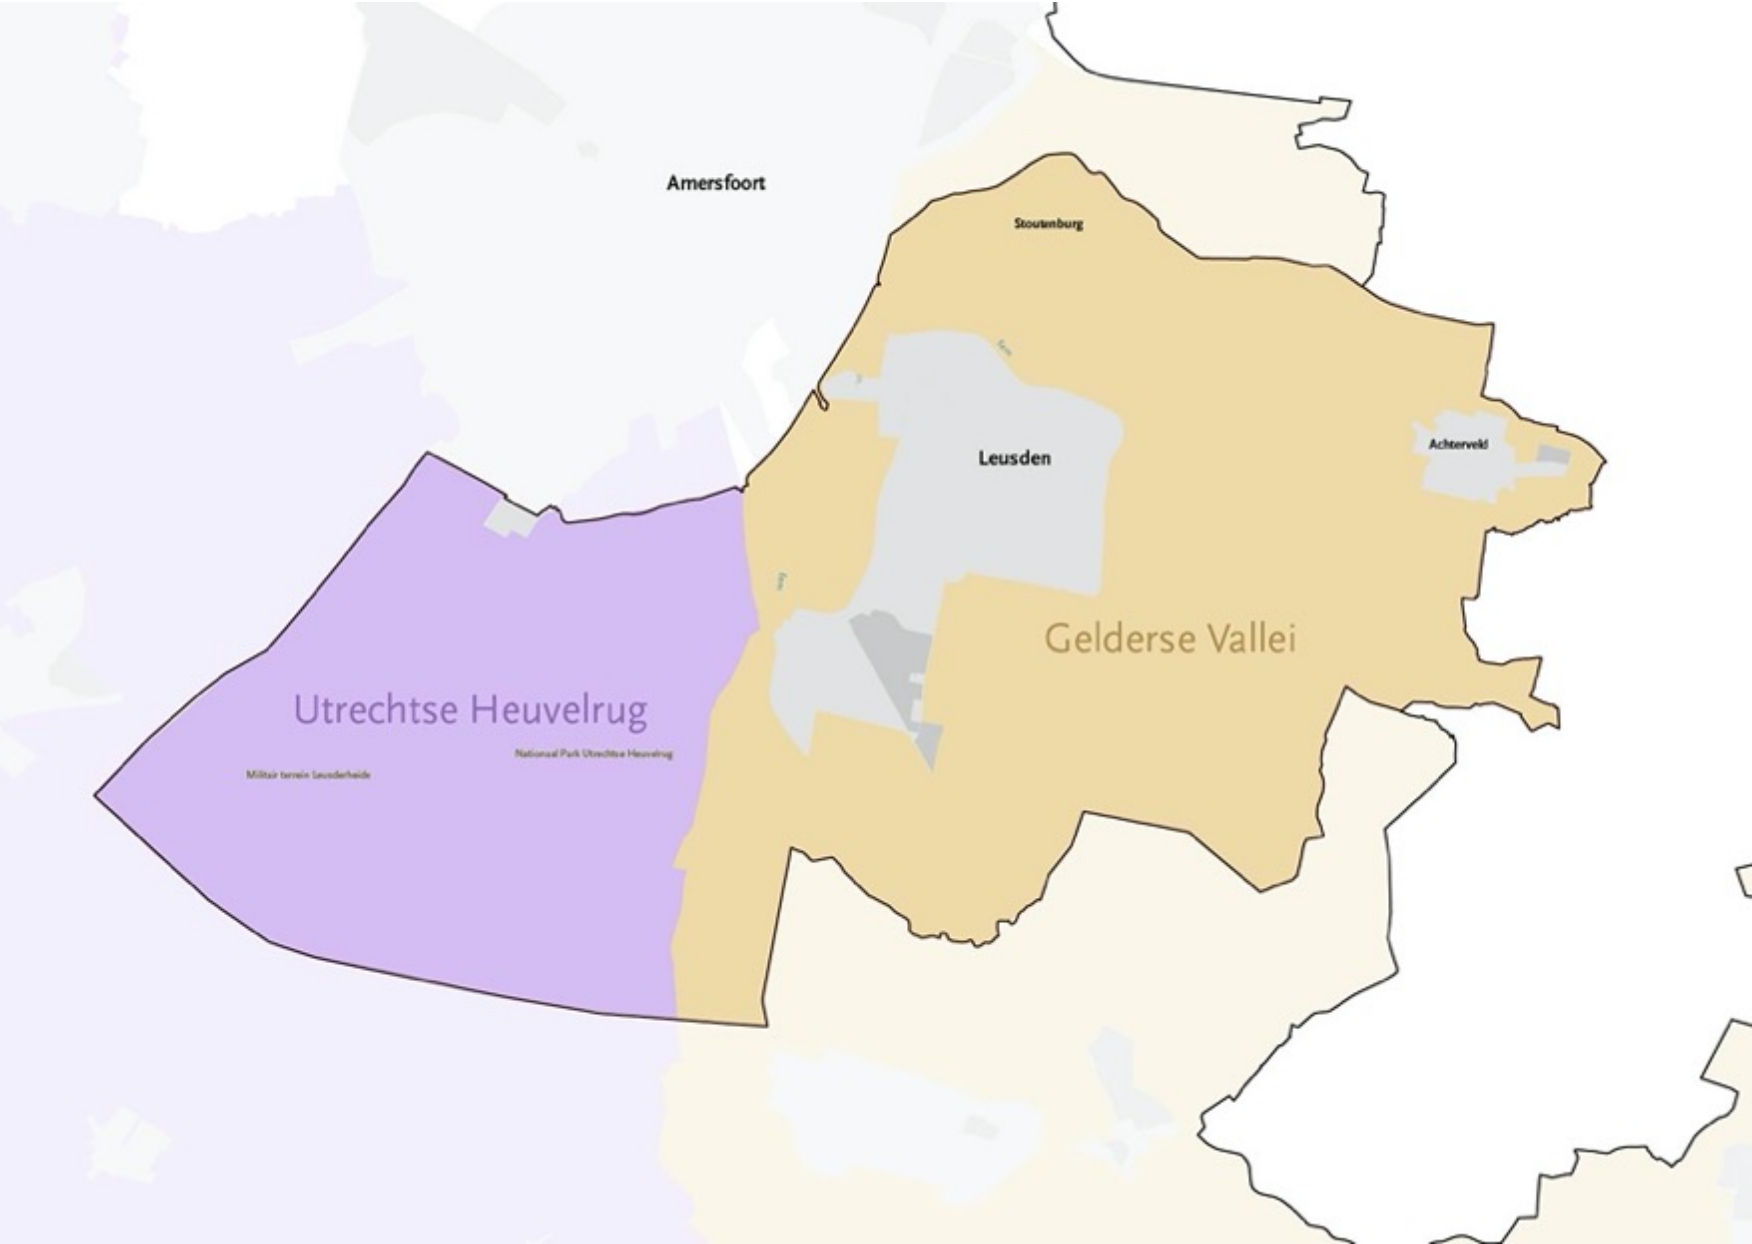 Amersfoort
Stoutenburg
Leusden
Achterveld
Gelderse Vallei
Utrechtse Heuvelrug
Nationaal Park Utrechtse Heuvelrug
Militair terrein Leusderheide